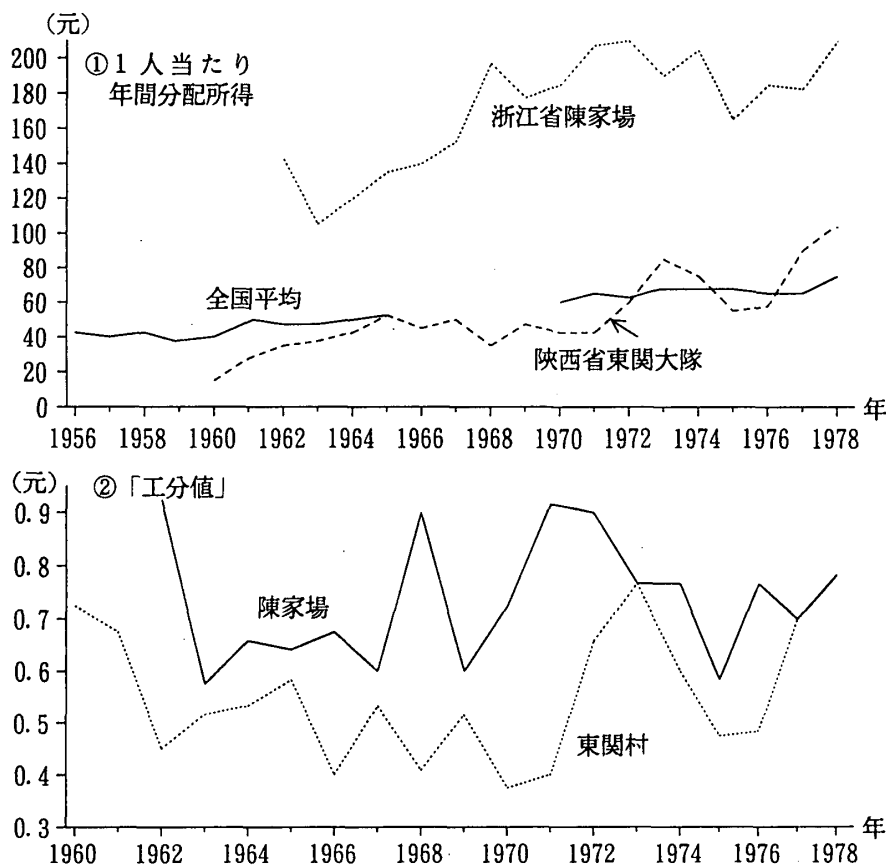 (元)
①1人当たり
年間分配所得
200
180
160
140
120
100
80
60
40
20
0
浙江省陳家場
全国平均
陝西省東関大隊
年
1956 1958 1960 1962 1964 1966 1968 1970 1972 1974 1976 1978
(元)
②「工分値」
0.9
0.8
0.7
0.6
0.5
0.4
0.3
陳家場
東関村
年
1960 1962 1964 1966 1968 1970 1972 1974 1976 1978